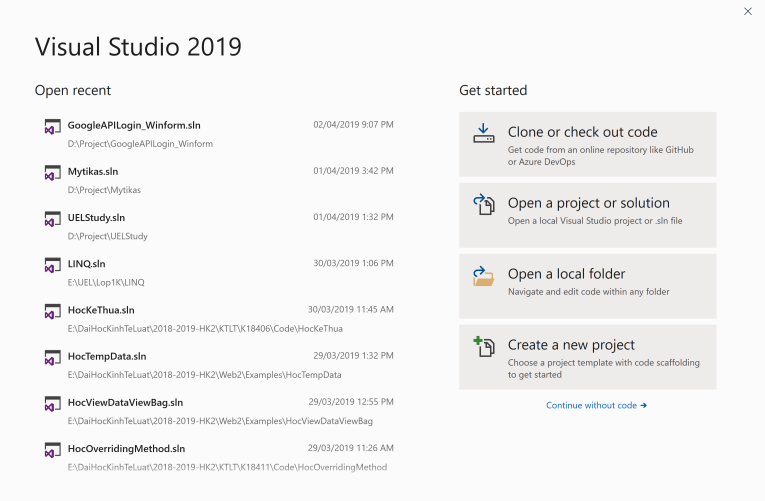 Visual Studio 2019
Open recent
GoogleAPILogin_Winform.sln 02/04/2019 9:07 PM
D:\Project\GoogleAPILogin_Winform
Mytikas.sln 01/04/2019 3:42 PM
D:\Project\Mytikas
UELStudy.sln 01/04/2019 1:32 PM
D:\Project\UELStudy
LINQ.sln 30/03/2019 1:06 PM
E:\UEL\Lop1K\LINQ
HocKeThua.sln 30/03/2019 11:45 AM
E:\DaiHocKinhTeLuat\2018-2019-HK2\KTLT\K18406\Code\HocKeThua
HocTempData.sln 29/03/2019 1:32 PM
E:\DaiHocKinhTeLuat\2018-2019-HK2\Web2\Examples\HocTempData
HocViewDataViewBag.sln 29/03/2019 12:55 PM
E:\DaiHocKinhTeLuat\2018-2019-HK2\Web2\Examples\HocViewDataViewBag
HocOverridingMethod.sln 29/03/2019 11:26 AM
E:\DaiHocKinhTeLuat\2018-2019-HK2\KTLT\K18411\Code\HocOverridingMethod
Get started
Clone or check out code
Get code from an online repository like GitHub
or Azure DevOps
Open a project or solution
Open a local Visual Studio project or .sln file
Open a local folder
Navigate and edit code within any folder
Create a new project
Choose a project template with code scaffolding
to get started
Continue without code →